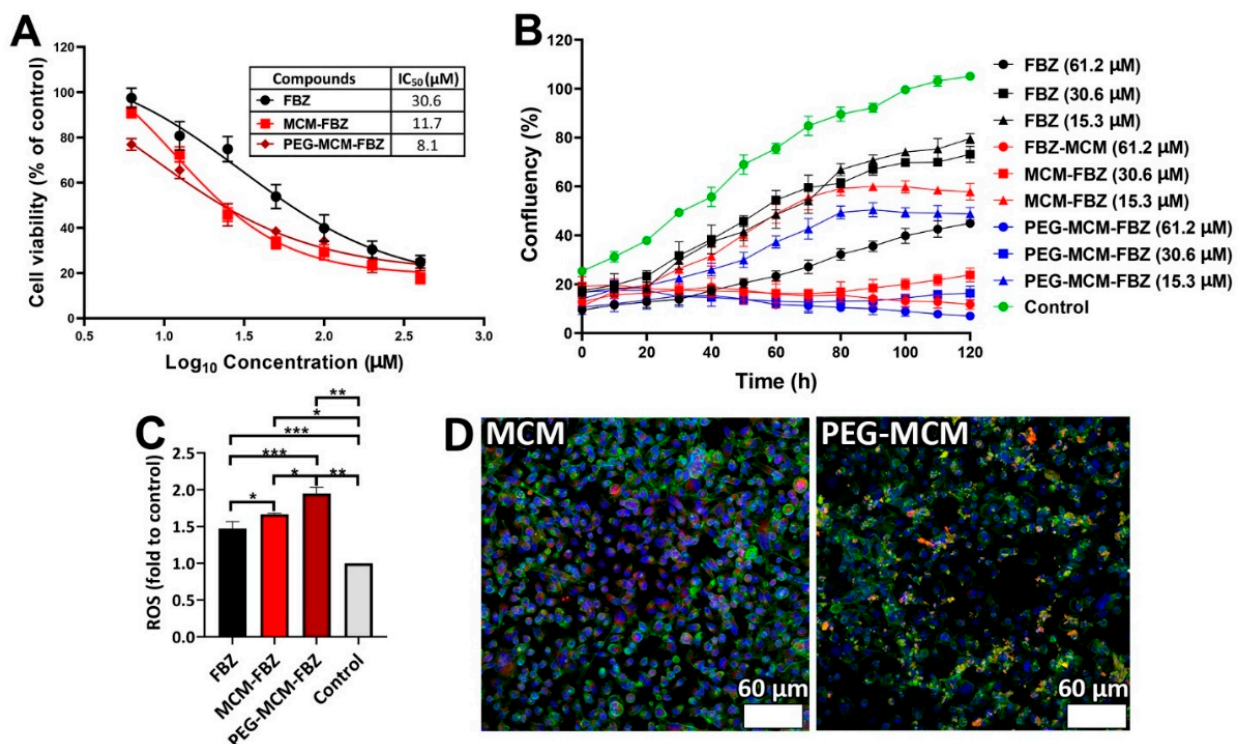 A
Cell viability (% of control)
120
100
80
60
40
20
0
0.5
1.0
1.5
2.0
2.5
3.0
Log10 Concentration (µM)
Compounds IC50 (µM)
FBZ 30.6
MCM-FBZ 11.7
PEG-MCM-FBZ 8.1
B
Confluency (%)
120
100
80
60
40
20
0
0
20
40
60
80
100
120
Time (h)
FBZ (61.2 µM)
FBZ (30.6 µM)
FBZ (15.3 µM)
FBZ-MCM (61.2 µM)
MCM-FBZ (30.6 µM)
MCM-FBZ (15.3 µM)
PEG-MCM-FBZ (61.2 µM)
PEG-MCM-FBZ (30.6 µM)
PEG-MCM-FBZ (15.3 µM)
Control
C
ROS (fold to control)
2.5
2.0
1.5
1.0
0.5
0.0
**
*
***
***
* **
*
FBZ
MCM-FBZ
PEG-MCM-FBZ
Control
D
MCM
60 µm
PEG-MCM
60 µm